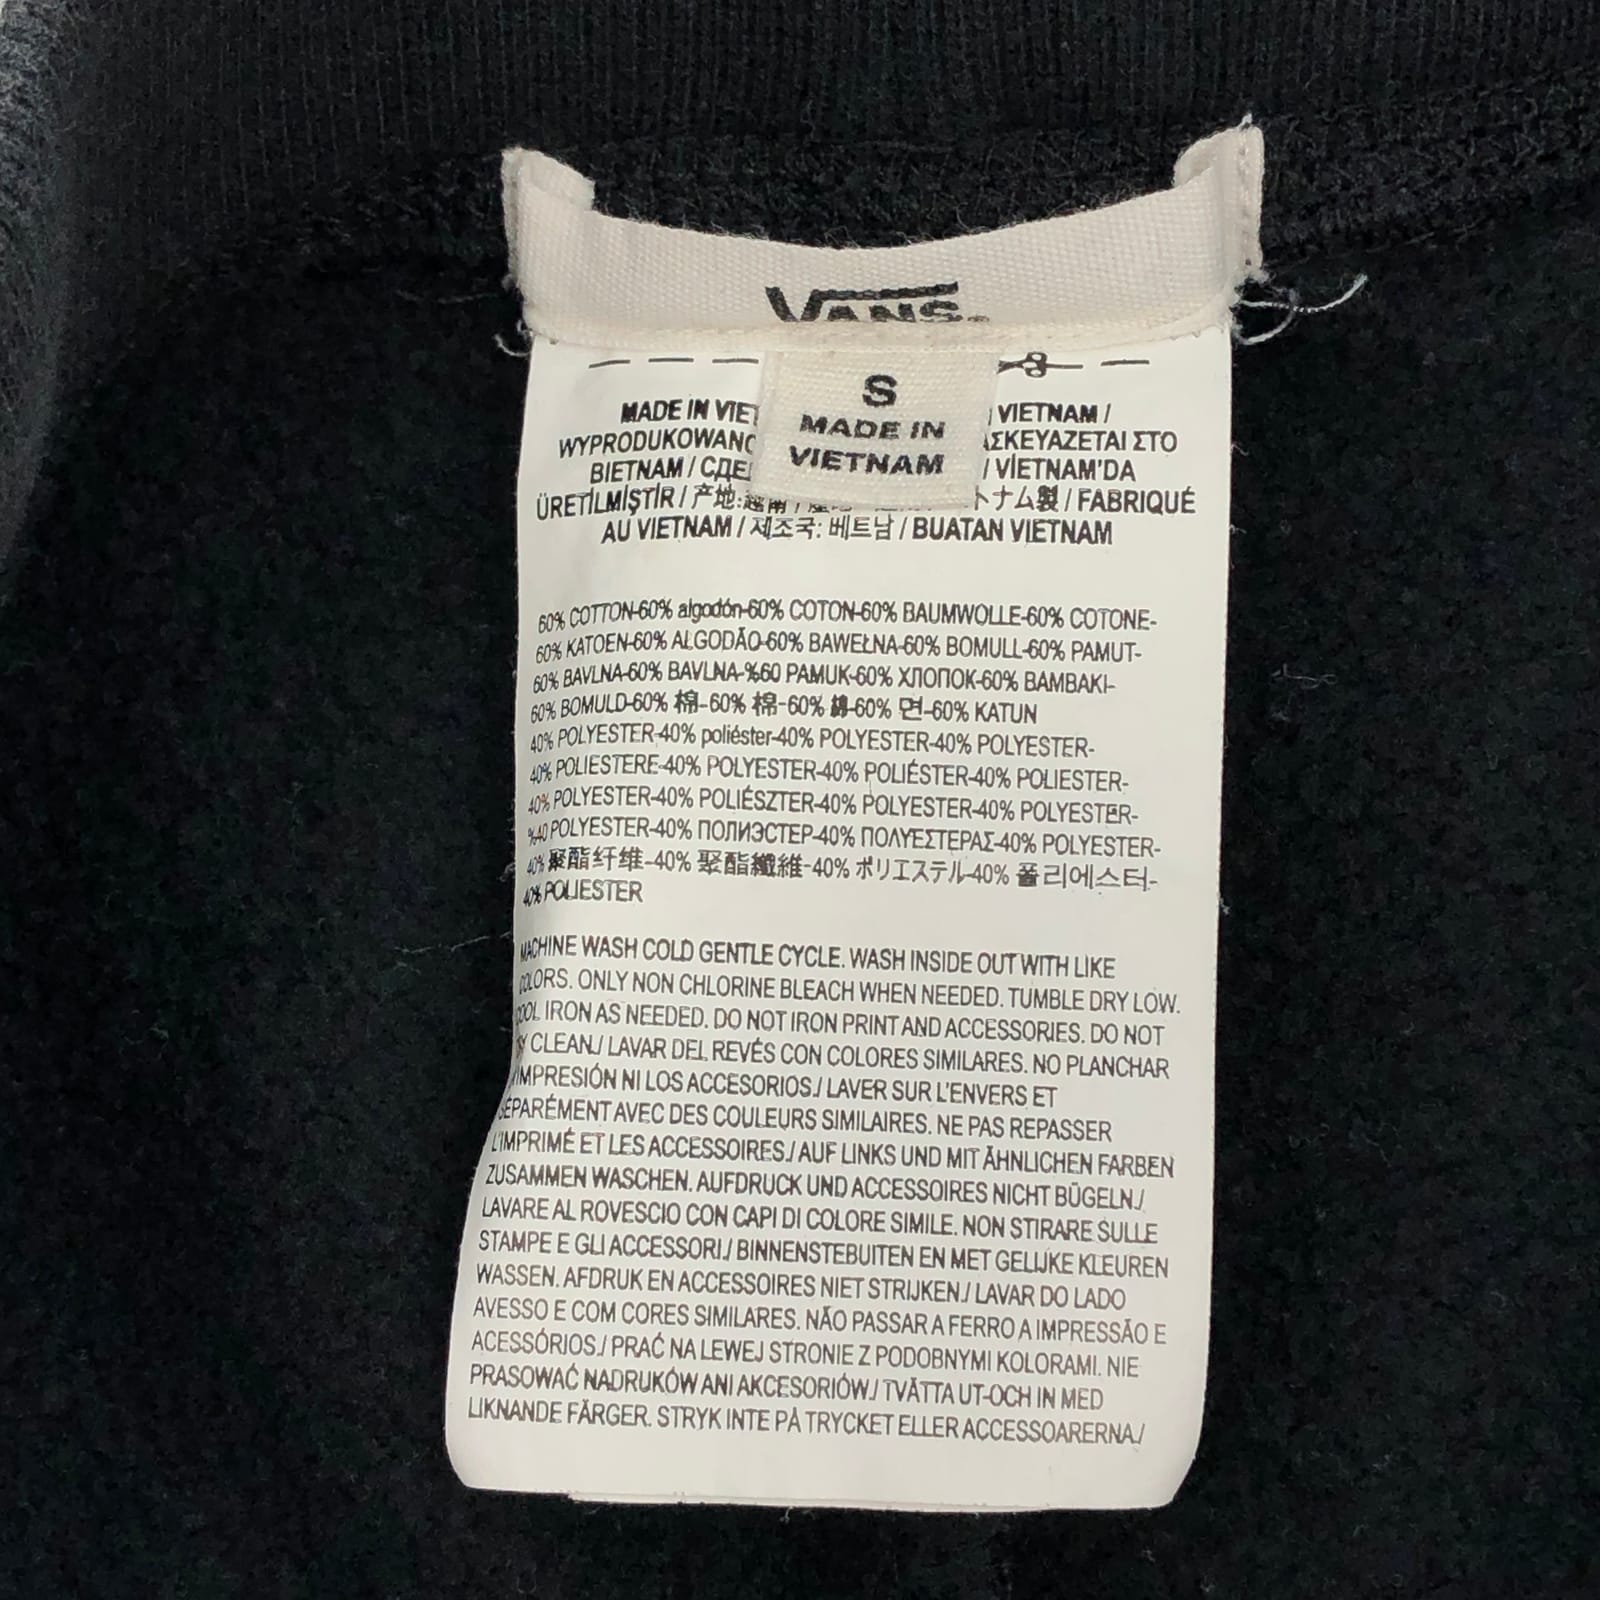 VANS
S
MADE IN
VIETNAM
MADE IN VIETNAM /
WYPRODUKOWANO
BIETNAM / / VİETNAM'DA
ÜRETİLMİŞTİR / 产地:越南 / トナム製 / FABRIQUÉ
AU VIETNAM / 제조국: 베트남 / BUATAN VIETNAM
60% COTTON-60% algodón-60% COTON-60% BAUMWOLLE-60% COTONE-
60% KATOEN-60% ALGODÃO-60% BAWEŁNA-60% BOMULL-60% PAMUT-
60% BAVLNA-60% BAVLNA-%60 PAMUK-60% ХЛОПОК-60% BAMBAKI-
60% BOMULD-60% 棉-60% 棉-60% 綿-60% 면-60% KATUN
40% POLYESTER-40% poliéster-40% POLYESTER-40% POLYESTER-
40% POLIESTERE-40% POLYESTER-40% POLIÉSTER-40% POLIESTER-
40% POLYESTER-40% POLIÉSZTER-40% POLYESTER-40% POLYESTER-
%40 POLYESTER-40% ПОЛИЭСТЕР-40% ΠΟΛΥΕΣΤΕΡΑΣ-40% POLYESTER-
40% 聚酯纤维-40% 聚酯纖維-40% ポリエステル-40% 폴리에스터-
40% POLIESTER
MACHINE WASH COLD GENTLE CYCLE. WASH INSIDE OUT WITH LIKE
COLORS. ONLY NON CHLORINE BLEACH WHEN NEEDED. TUMBLE DRY LOW.
COOL IRON AS NEEDED. DO NOT IRON PRINT AND ACCESSORIES. DO NOT
DRY CLEAN./ LAVAR DEL REVÉS CON COLORES SIMILARES. NO PLANCHAR
IMPRESIÓN NI LOS ACCESORIOS./ LAVER SUR L'ENVERS ET
SÉPARÉMENT AVEC DES COULEURS SIMILAIRES. NE PAS REPASSER
L'IMPRIMÉ ET LES ACCESSOIRES./ AUF LINKS UND MIT ÄHNLICHEN FARBEN
ZUSAMMEN WASCHEN. AUFDRUCK UND ACCESSOIRES NICHT BÜGELN./
LAVARE AL ROVESCIO CON CAPI DI COLORE SIMILE. NON STIRARE SULLE
STAMPE E GLI ACCESSORI./ BINNENSTEBUITEN EN MET GELIJKE KLEUREN
WASSEN. AFDRUK EN ACCESSOIRES NIET STRIJKEN./ LAVAR DO LADO
AVESSO E COM CORES SIMILARES. NÃO PASSAR A FERRO A IMPRESSÃO E
ACESSÓRIOS./ PRAĆ NA LEWEJ STRONIE Z PODOBNYMI KOLORAMI. NIE
PRASOWAĆ NADRUKÓW ANI AKCESORIÓW./ TVÄTTA UT-OCH IN MED
LIKNANDE FÄRGER. STRYK INTE PÅ TRYCKET ELLER ACCESSOARERNA./